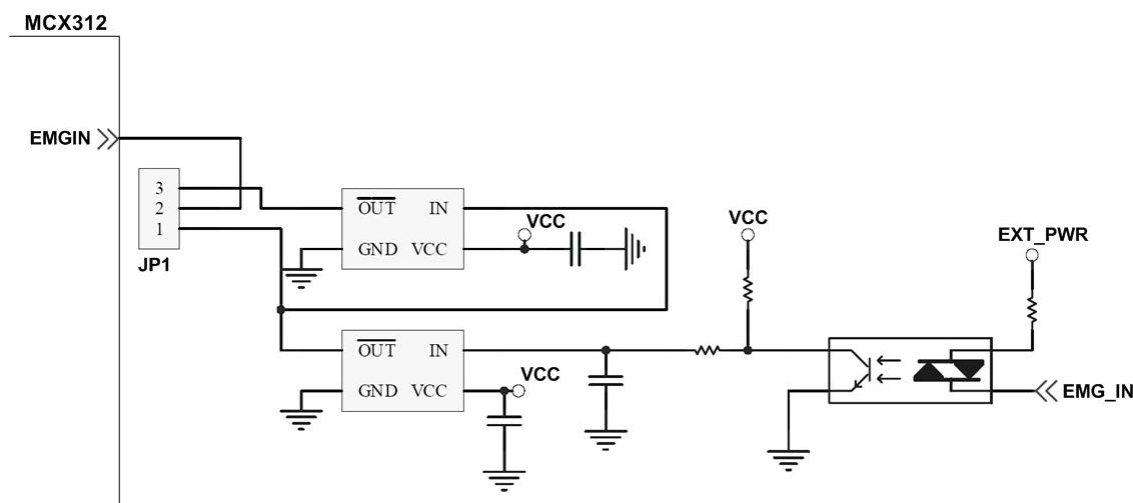 MCX312
EMGIN
3
2
1
JP1
OUT IN
GND VCC
VCC
VCC
EXT_PWR
OUT IN
GND VCC
VCC
EMG_IN